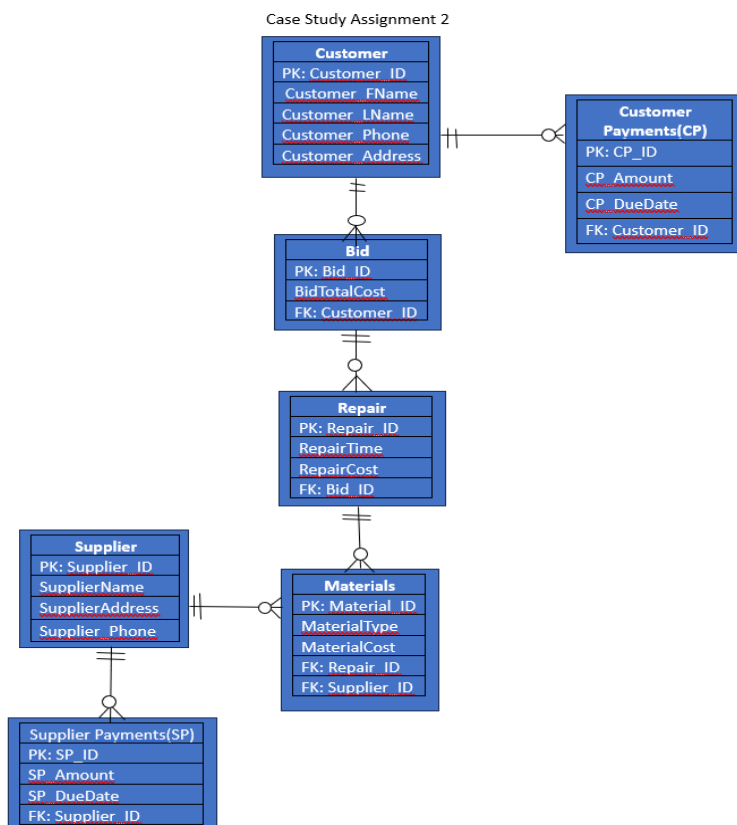 Case Study Assignment 2
Customer
PK: Customer_ID
Customer_FName
Customer_LName
Customer_Phone
Customer_Address
Customer
Payments(CP)
PK: CP_ID
CP_Amount
CP_DueDate
FK: Customer_ID
Bid
PK: Bid_ID
BidTotalCost
FK: Customer_ID
Repair
PK: Repair_ID
RepairTime
RepairCost
FK: Bid_ID
Supplier
PK: Supplier_ID
SupplierName
SupplierAddress
Supplier_Phone
Materials
PK: Material_ID
MaterialType
MaterialCost
FK: Repair_ID
FK: Supplier_ID
Supplier Payments(SP)
PK: SP_ID
SP_Amount
SP_DueDate
FK: Supplier_ID